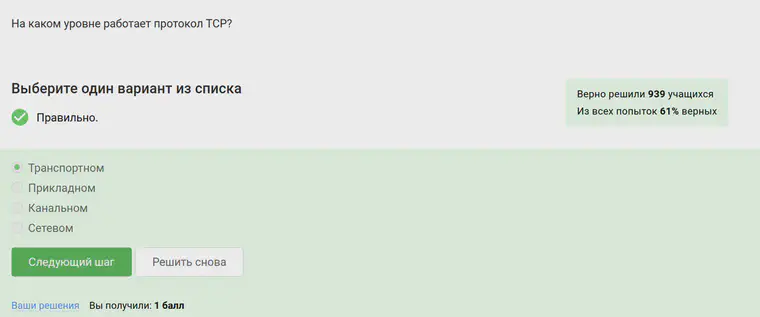 На каком уровне работает протокол TCP?
Выберите один вариант из списка
Верно решили 939 учащихся
Из всех попыток 61% верных
Правильно.
Транспортном
Прикладном
Канальном
Сетевом
Следующий шаг
Решить снова
Ваши решения
Вы получили: 1 балл